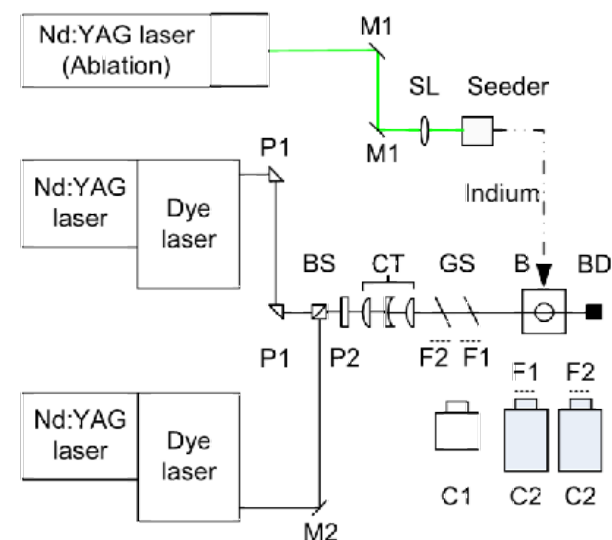 Nd:YAG laser
(Ablation)
M1
SL
Seeder
M1
P1
Nd:YAG
laser
Dye
laser
Indium
BS
CT
GS
B
BD
P1
P2
F2
F1
F1
F2
Nd:YAG
laser
Dye
laser
C1
C2
C2
M2